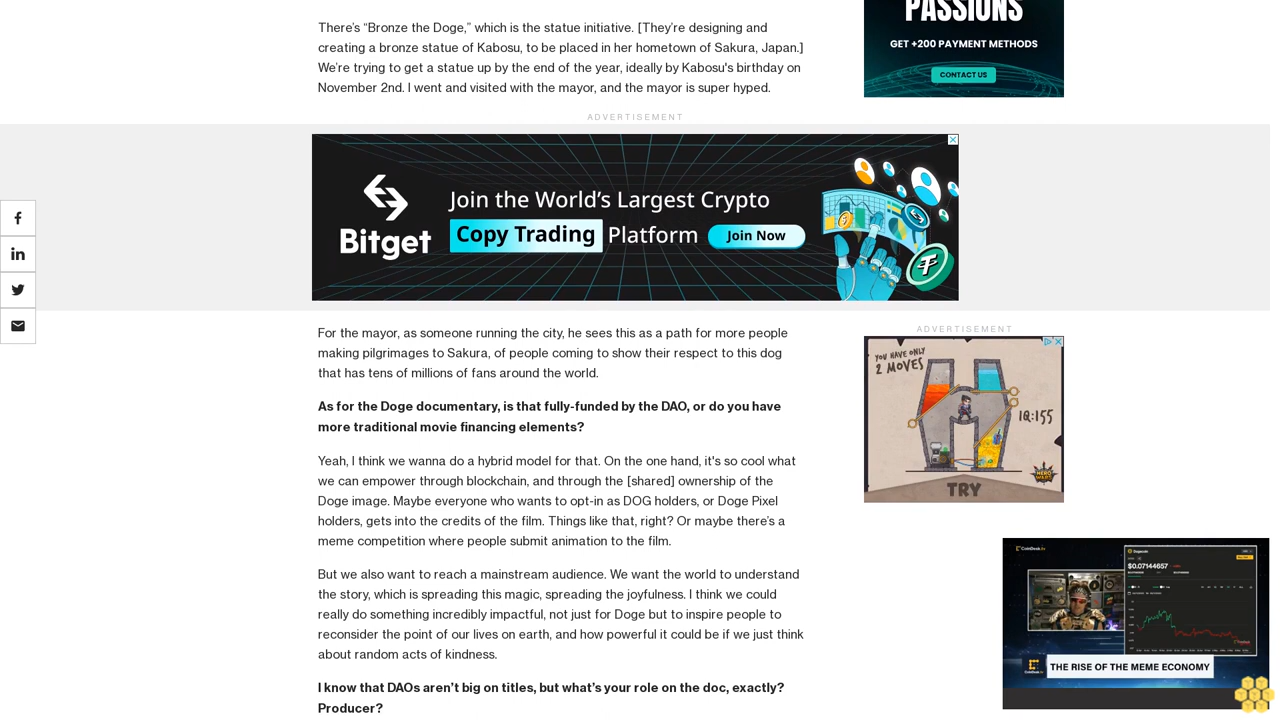 PASSIONS
GET +200 PAYMENT METHODS
CONTACT US
There’s “Bronze the Doge,” which is the statue initiative. [They’re designing and
creating a bronze statue of Kabosu, to be placed in her hometown of Sakura, Japan.]
We’re trying to get a statue up by the end of the year, ideally by Kabosu's birthday on
November 2nd. I went and visited with the mayor, and the mayor is super hyped.
ADVERTISEMENT
Bitget
Join the World’s Largest Crypto
Copy Trading Platform
Join Now
For the mayor, as someone running the city, he sees this as a path for more people
making pilgrimages to Sakura, of people coming to show their respect to this dog
that has tens of millions of fans around the world.
As for the Doge documentary, is that fully-funded by the DAO, or do you have
more traditional movie financing elements?
Yeah, I think we wanna do a hybrid model for that. On the one hand, it's so cool what
we can empower through blockchain, and through the [shared] ownership of the
Doge image. Maybe everyone who wants to opt-in as DOG holders, or Doge Pixel
holders, gets into the credits of the film. Things like that, right? Or maybe there’s a
meme competition where people submit animation to the film.
But we also want to reach a mainstream audience. We want the world to understand
the story, which is spreading this magic, spreading the joyfulness. I think we could
really do something incredibly impactful, not just for Doge but to inspire people to
reconsider the point of our lives on earth, and how powerful it could be if we just think
about random acts of kindness.
I know that DAOs aren’t big on titles, but what’s your role on the doc, exactly?
Producer?
ADVERTISEMENT
YOU HAVE ONLY
2 MOVES
IQ:155
HERO
WARS
TRY
CoinDesk.tv
Dogecoin
$0.07144657
THE RISE OF THE MEME ECONOMY